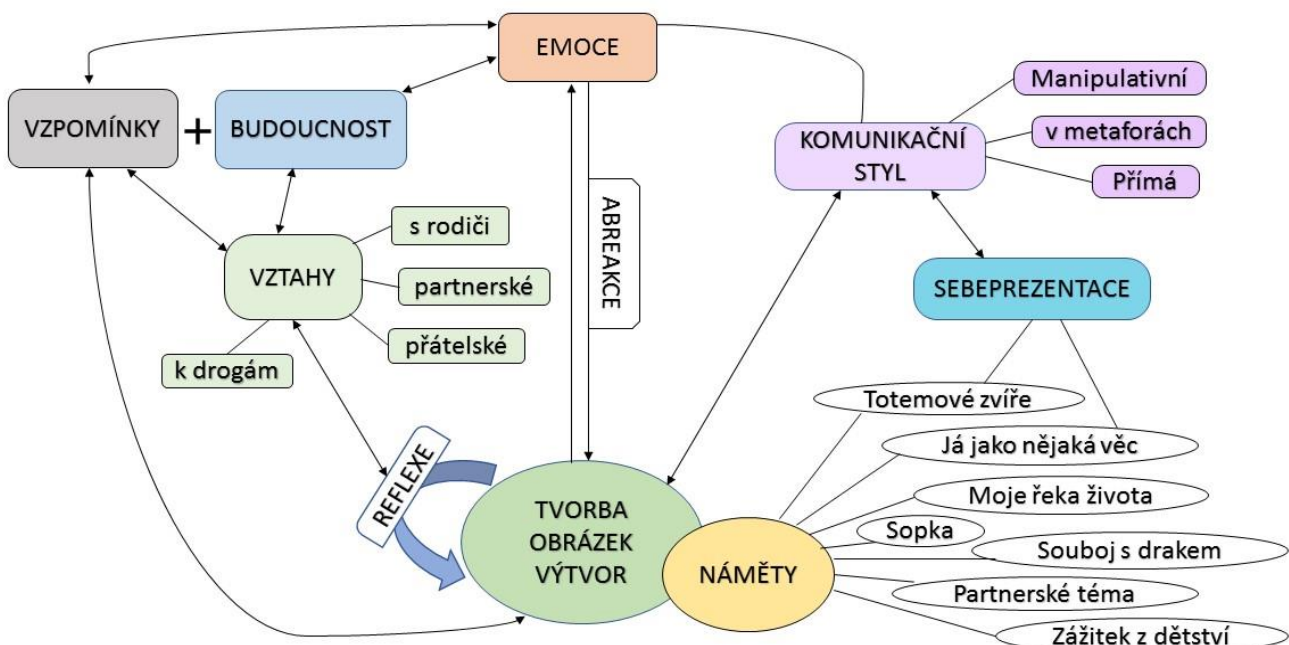 EMOCE
VZPOMÍNKY
+
BUDOUCNOST
KOMUNIKAČNÍ
STYL
Manipulativní
v metaforách
Přímá
ABREAKCE
VZTAHY
s rodiči
partnerské
přátelské
k drogám
SEBEPREZENTACE
REFLEXE
TVORBA
OBRÁZEK
VÝTVOR
NÁMĚTY
Totemové zvíře
Já jako nějaká věc
Moje řeka života
Sopka
Souboj s drakem
Partnerské téma
Zážitek z dětství